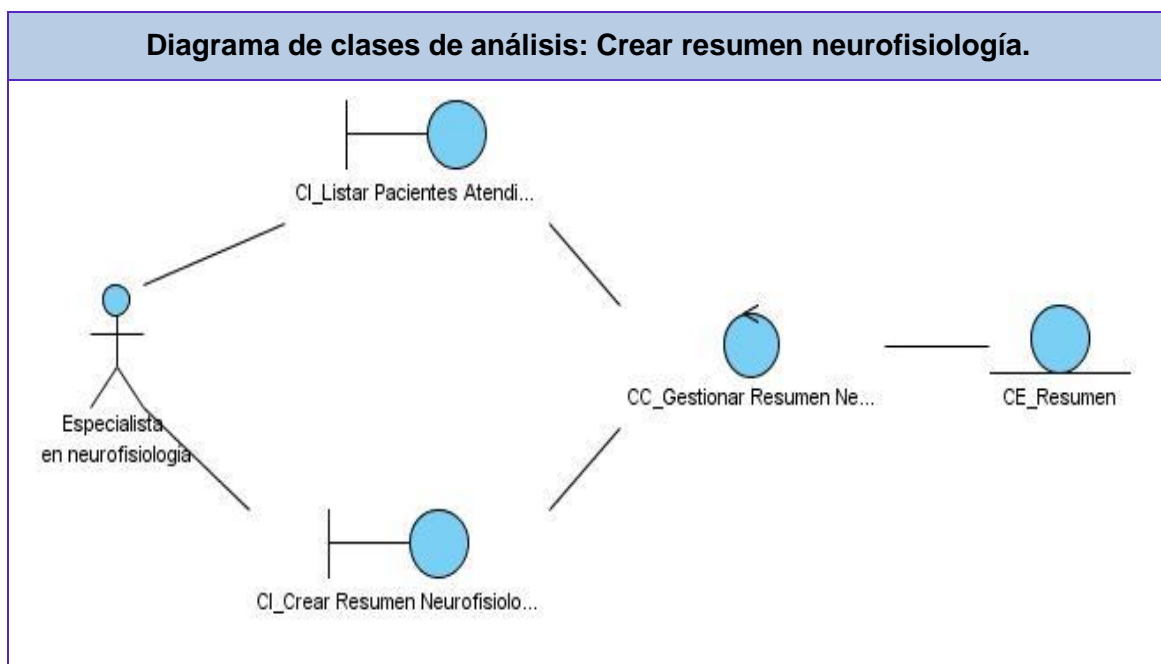 Diagrama de clases de análisis: Crear resumen neurofisiología.
CI_Listar Pacientes Atendi...
Especialista
en neurofisiología
CC_Gestionar Resumen Ne...
CE_Resumen
CI_Crear Resumen Neurofisiolo...